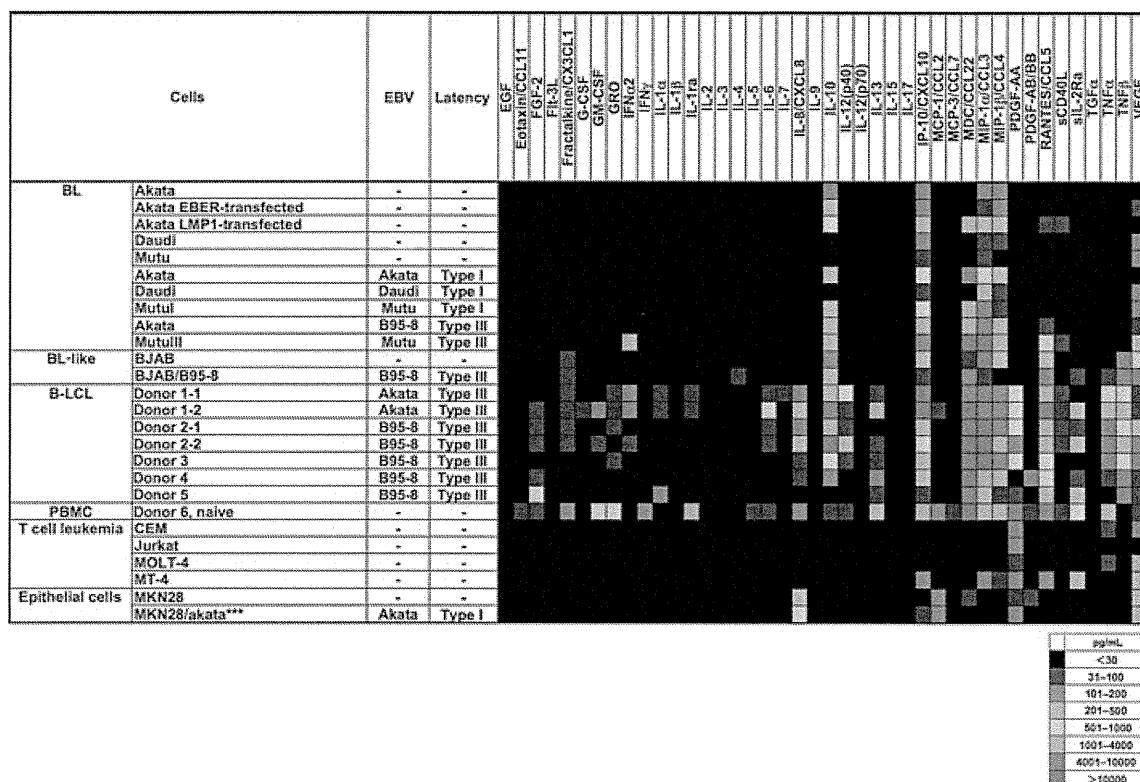 Cells EBV Latency EGF Eotaxin/CCL11 FGF-2 Flt-3L Fractalkine/CX3CL1 G-CSF GM-CSF GRO IFNα2 IFNγ IL-1α IL-1β IL-1ra IL-2 IL-3 IL-4 IL-5 IL-6 IL-7 IL-8/CXCL8 IL-9 IL-10 IL-12(p40) IL-12(p70) IL-13 IL-15 IL-17 IP-10/CXCL10 MCP-1/CCL2 MCP-3/CCL7 MDC/CCL22 MIP-1α/CCL3 MIP-1β/CCL4 PDGF-AA PDGF-AB/BB RANTES/CCL5 sCD40L sIL-2Ra TGFα TNFα TNFβ VEGF
BL Akata - -
Akata EBER-transfected - -
Akata LMP1-transfected - -
Daudi - -
Mutu - -
Akata Akata Type I
Daudi Daudi Type I
MutuI Mutu Type I
Akata B95-8 Type III
MutuIII Mutu Type III
BL-like BJAB - -
BJAB/B95-8 B95-8 Type III
B-LCL Donor 1-1 Akata Type III
Donor 1-2 Akata Type III
Donor 2-1 B95-8 Type III
Donor 2-2 B95-8 Type III
Donor 3 B95-8 Type III
Donor 4 B95-8 Type III
Donor 5 B95-8 Type III
PBMC Donor 6, naive - -
T cell leukemia CEM - -
Jurkat - -
MOLT-4 - -
MT-4 - -
Epithelial cells MKN28 - -
MKN28/akata*** Akata Type I
pg/mL
<30
31-100
101-200
201-500
501-1000
1001-4000
4001-10000
>10000